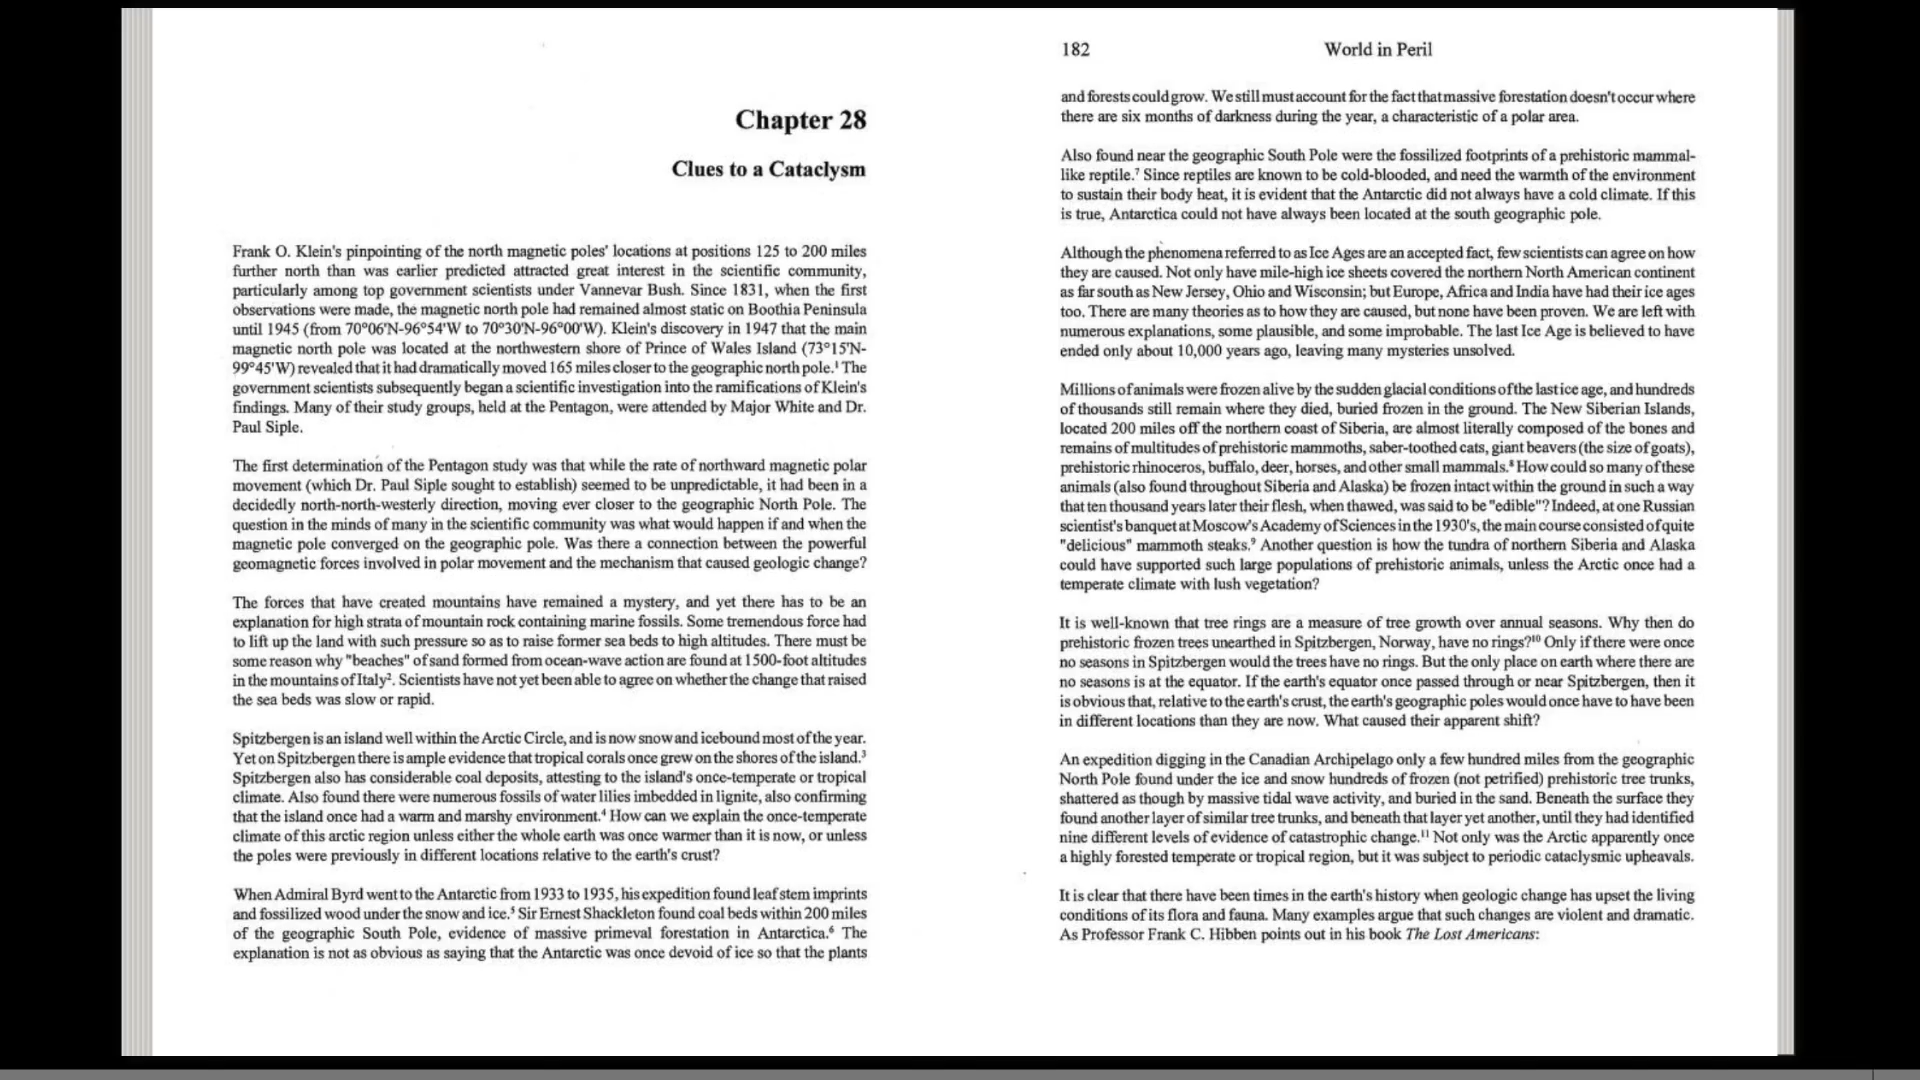 Chapter 28
Clues to a Cataclysm
Frank O. Klein's pinpointing of the north magnetic poles' locations at positions 125 to 200 miles
further north than was earlier predicted attracted great interest in the scientific community,
particularly among top government scientists under Vannevar Bush. Since 1831, when the first
observations were made, the magnetic north pole had remained almost static on Boothia Peninsula
until 1945 (from 70°06'N-96°54'W to 70°30'N-96°00'W). Klein's discovery in 1947 that the main
magnetic north pole was located at the northwestern shore of Prince of Wales Island (73°15'N-
99°45'W) revealed that it had dramatically moved 165 miles closer to the geographic north pole.¹ The
government scientists subsequently began a scientific investigation into the ramifications of Klein's
findings. Many of their study groups, held at the Pentagon, were attended by Major White and Dr.
Paul Siple.
The first determination of the Pentagon study was that while the rate of northward magnetic polar
movement (which Dr. Paul Siple sought to establish) seemed to be unpredictable, it had been in a
decidedly north-north-westerly direction, moving ever closer to the geographic North Pole. The
question in the minds of many in the scientific community was what would happen if and when the
magnetic pole converged on the geographic pole. Was there a connection between the powerful
geomagnetic forces involved in polar movement and the mechanism that caused geologic change?
The forces that have created mountains have remained a mystery, and yet there has to be an
explanation for high strata of mountain rock containing marine fossils. Some tremendous force had
to lift up the land with such pressure so as to raise former sea beds to high altitudes. There must be
some reason why "beaches" of sand formed from ocean-wave action are found at 1500-foot altitudes
in the mountains of Italy². Scientists have not yet been able to agree on whether the change that raised
the sea beds was slow or rapid.
Spitzbergen is an island well within the Arctic Circle, and is now snow and icebound most of the year.
Yet on Spitzbergen there is ample evidence that tropical corals once grew on the shores of the island.³
Spitzbergen also has considerable coal deposits, attesting to the island's once-temperate or tropical
climate. Also found there were numerous fossils of water lilies imbedded in lignite, also confirming
that the island once had a warm and marshy environment.⁴ How can we explain the once-temperate
climate of this arctic region unless either the whole earth was once warmer than it is now, or unless
the poles were previously in different locations relative to the earth's crust?
When Admiral Byrd went to the Antarctic from 1933 to 1935, his expedition found leaf stem imprints
and fossilized wood under the snow and ice.⁵ Sir Ernest Shackleton found coal beds within 200 miles
of the geographic South Pole, evidence of massive primeval forestation in Antarctica.⁶ The
explanation is not as obvious as saying that the Antarctic was once devoid of ice so that the plants
182 World in Peril
and forests could grow. We still must account for the fact that massive forestation doesn't occur where
there are six months of darkness during the year, a characteristic of a polar area.
Also found near the geographic South Pole were the fossilized footprints of a prehistoric mammal-
like reptile.⁷ Since reptiles are known to be cold-blooded, and need the warmth of the environment
to sustain their body heat, it is evident that the Antarctic did not always have a cold climate. If this
is true, Antarctica could not have always been located at the south geographic pole.
Although the phenomena referred to as Ice Ages are an accepted fact, few scientists can agree on how
they are caused. Not only have mile-high ice sheets covered the northern North American continent
as far south as New Jersey, Ohio and Wisconsin; but Europe, Africa and India have had their ice ages
too. There are many theories as to how they are caused, but none have been proven. We are left with
numerous explanations, some plausible, and some improbable. The last Ice Age is believed to have
ended only about 10,000 years ago, leaving many mysteries unsolved.
Millions of animals were frozen alive by the sudden glacial conditions of the last ice age, and hundreds
of thousands still remain where they died, buried frozen in the ground. The New Siberian Islands,
located 200 miles off the northern coast of Siberia, are almost literally composed of the bones and
remains of multitudes of prehistoric mammoths, saber-toothed cats, giant beavers (the size of goats),
prehistoric rhinoceros, buffalo, deer, horses, and other small mammals.⁸ How could so many of these
animals (also found throughout Siberia and Alaska) be frozen intact within the ground in such a way
that ten thousand years later their flesh, when thawed, was said to be "edible"? Indeed, at one Russian
scientist's banquet at Moscow's Academy of Sciences in the 1930's, the main course consisted of quite
"delicious" mammoth steaks.⁹ Another question is how the tundra of northern Siberia and Alaska
could have supported such large populations of prehistoric animals, unless the Arctic once had a
temperate climate with lush vegetation?
It is well-known that tree rings are a measure of tree growth over annual seasons. Why then do
prehistoric frozen trees unearthed in Spitzbergen, Norway, have no rings?¹⁰ Only if there were once
no seasons in Spitzbergen would the trees have no rings. But the only place on earth where there are
no seasons is at the equator. If the earth's equator once passed through or near Spitzbergen, then it
is obvious that, relative to the earth's crust, the earth's geographic poles would once have to have been
in different locations than they are now. What caused their apparent shift?
An expedition digging in the Canadian Archipelago only a few hundred miles from the geographic
North Pole found under the ice and snow hundreds of frozen (not petrified) prehistoric tree trunks,
shattered as though by massive tidal wave activity, and buried in the sand. Beneath the surface they
found another layer of similar tree trunks, and beneath that layer yet another, until they had identified
nine different levels of evidence of catastrophic change.¹¹ Not only was the Arctic apparently once
a highly forested temperate or tropical region, but it was subject to periodic cataclysmic upheavals.
It is clear that there have been times in the earth's history when geologic change has upset the living
conditions of its flora and fauna. Many examples argue that such changes are violent and dramatic.
As Professor Frank C. Hibben points out in his book The Lost Americans: